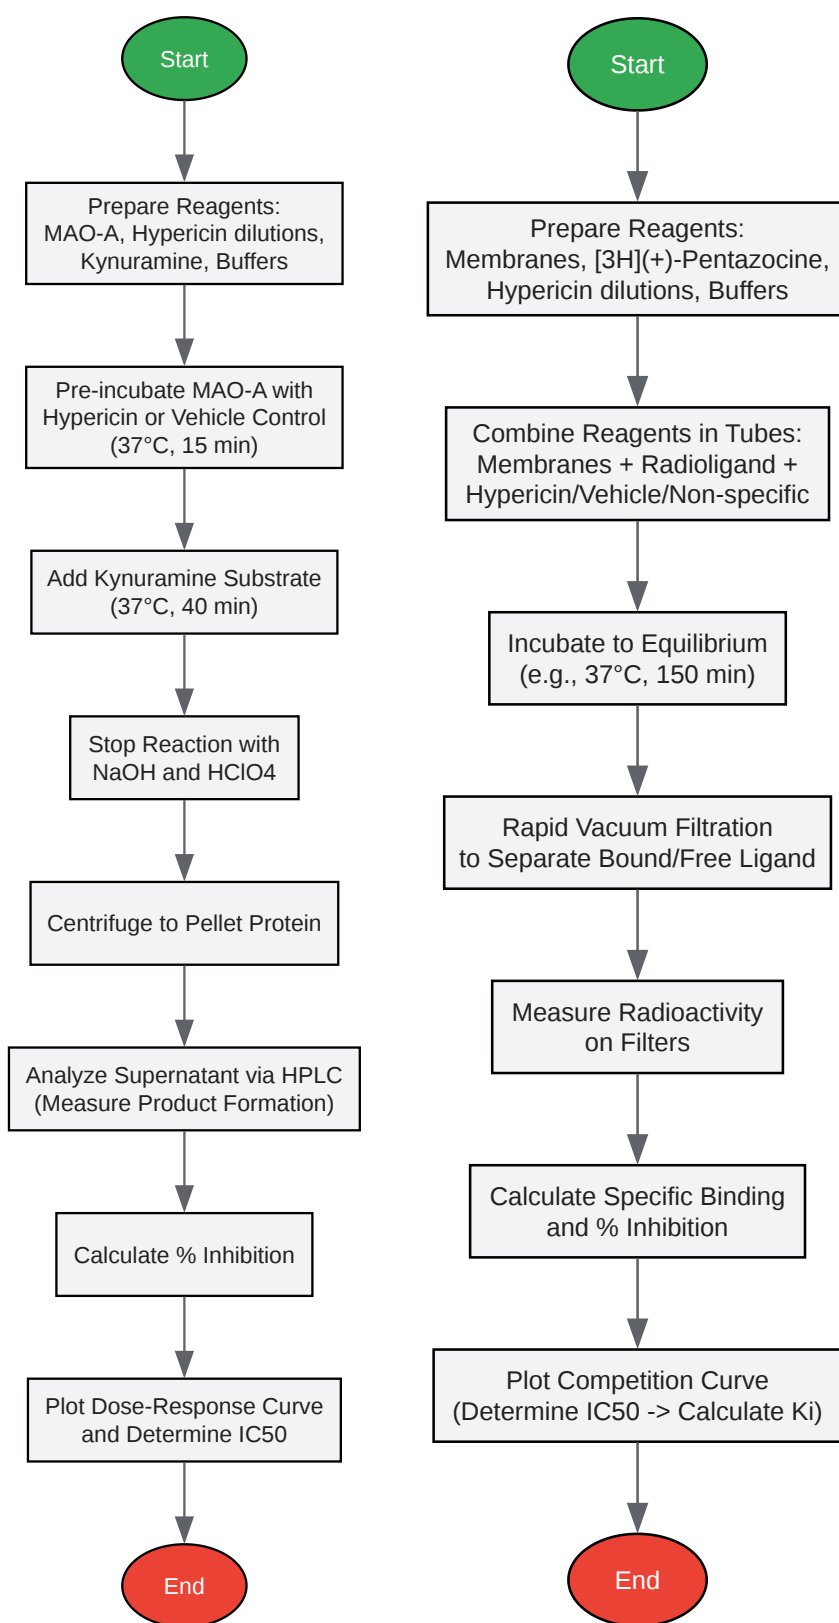 Start
Prepare Reagents:
MAO-A, Hypericin dilutions,
Kynuramine, Buffers
Pre-incubate MAO-A with
Hypericin or Vehicle Control
(37°C, 15 min)
Add Kynuramine Substrate
(37°C, 40 min)
Stop Reaction with
NaOH and HClO4
Centrifuge to Pellet Protein
Analyze Supernatant via HPLC
(Measure Product Formation)
Calculate % Inhibition
Plot Dose-Response Curve
and Determine IC50
End
Start
Prepare Reagents:
Membranes, [3H](+)-Pentazocine,
Hypericin dilutions, Buffers
Combine Reagents in Tubes:
Membranes + Radioligand +
Hypericin/Vehicle/Non-specific
Incubate to Equilibrium
(e.g., 37°C, 150 min)
Rapid Vacuum Filtration
to Separate Bound/Free Ligand
Measure Radioactivity
on Filters
Calculate Specific Binding
and % Inhibition
Plot Competition Curve
(Determine IC50 -> Calculate Ki)
End